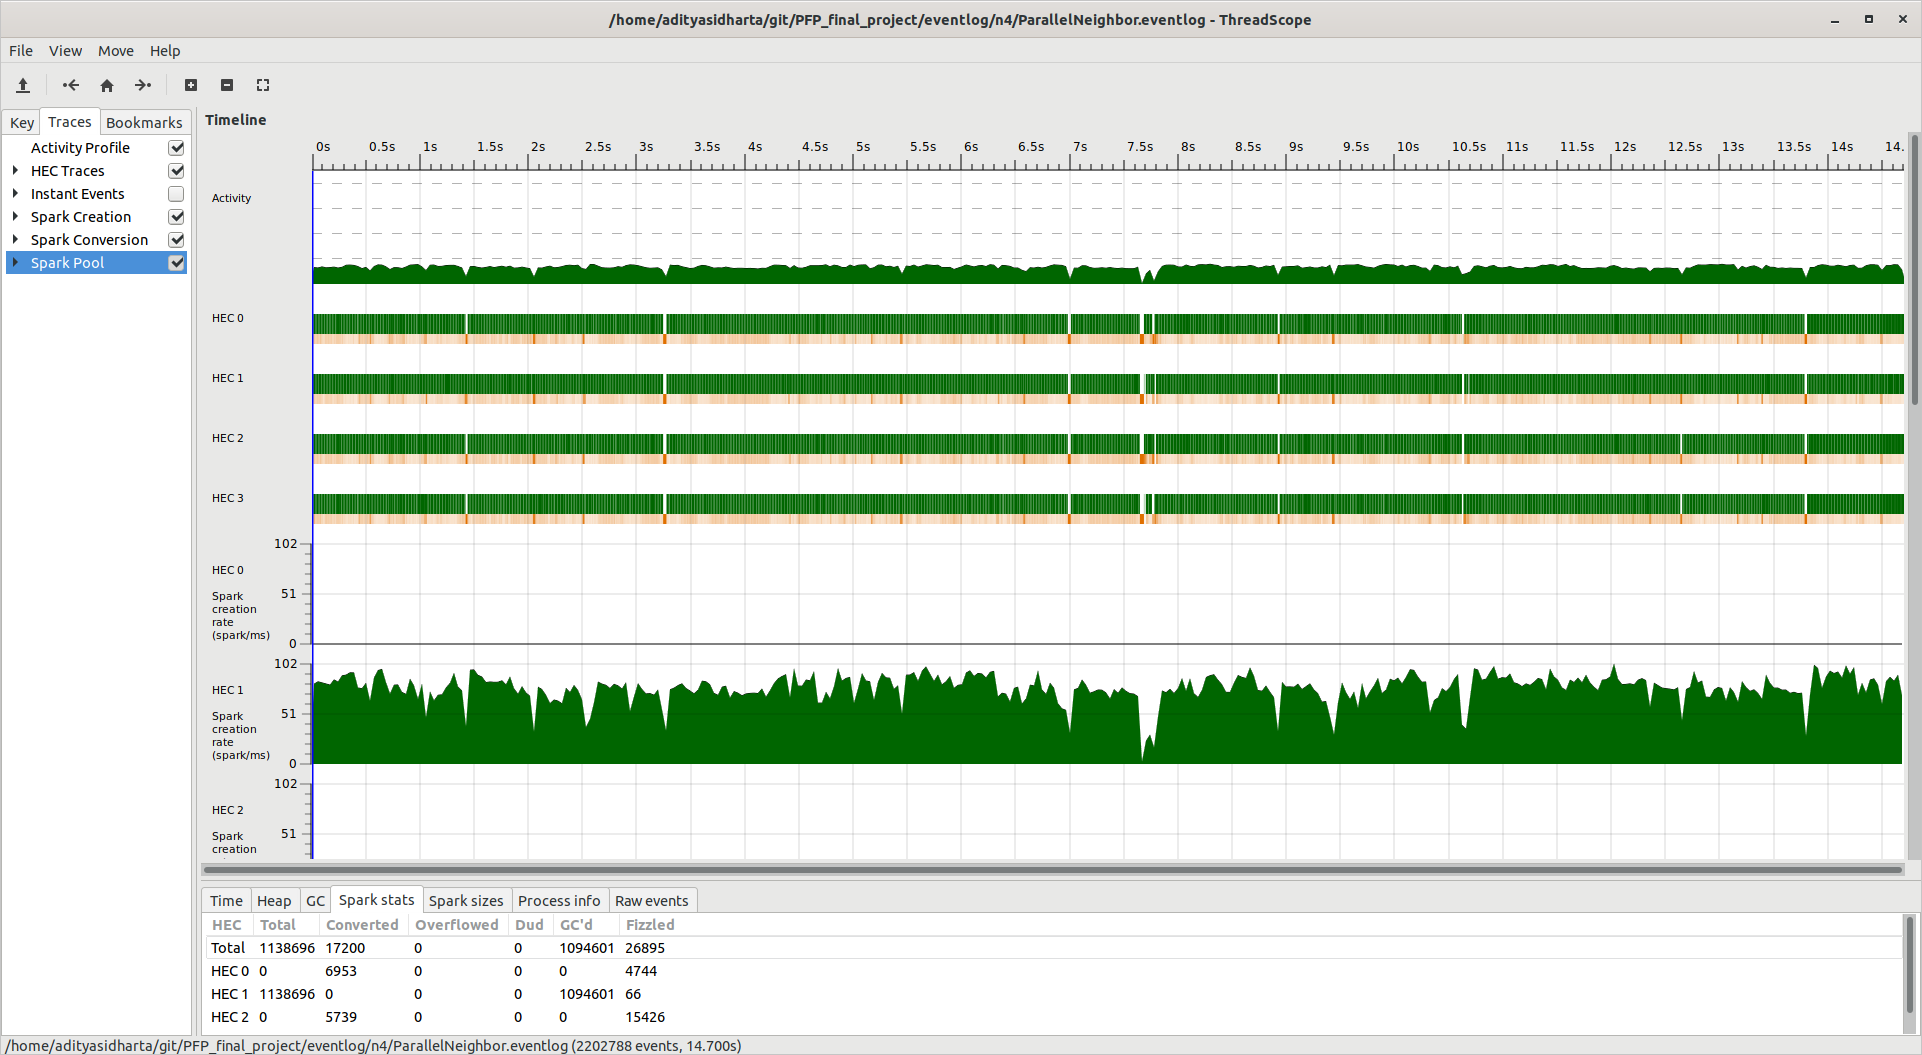 /home/adityasidharta/git/PFP_final_project/eventlog/n4/ParallelNeighbor.eventlog - ThreadScope
File View Move Help
Key Traces Bookmarks
Activity Profile
HEC Traces
Instant Events
Spark Creation
Spark Conversion
Spark Pool
Timeline
0s 0.5s 1s 1.5s 2s 2.5s 3s 3.5s 4s 4.5s 5s 5.5s 6s 6.5s 7s 7.5s 8s 8.5s 9s 9.5s 10s 10.5s 11s 11.5s 12s 12.5s 13s 13.5s 14s 14.
Activity
HEC 0
HEC 1
HEC 2
HEC 3
102
HEC 0
51
Spark
creation
rate
(spark/ms)
0
102
HEC 1
51
Spark
creation
rate
(spark/ms)
0
102
HEC 2
51
Spark
creation
Time Heap GC Spark stats Spark sizes Process info Raw events
HEC Total Converted Overflowed Dud GC'd Fizzled
Total 1138696 17200 0 0 1094601 26895
HEC 0 0 6953 0 0 0 4744
HEC 1 1138696 0 0 0 1094601 66
HEC 2 0 5739 0 0 0 15426
/home/adityasidharta/git/PFP_final_project/eventlog/n4/ParallelNeighbor.eventlog (2202788 events, 14.700s)